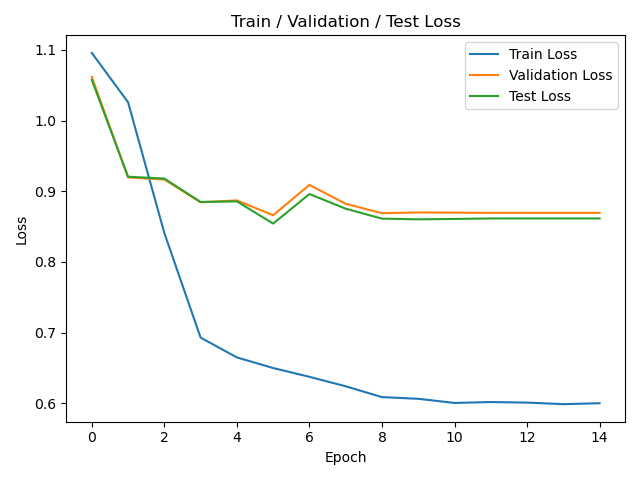 Train / Validation / Test Loss
Train Loss
Validation Loss
Test Loss
1.1
1.0
0.9
0.8
0.7
0.6
Loss
0 2 4 6 8 10 12 14
Epoch